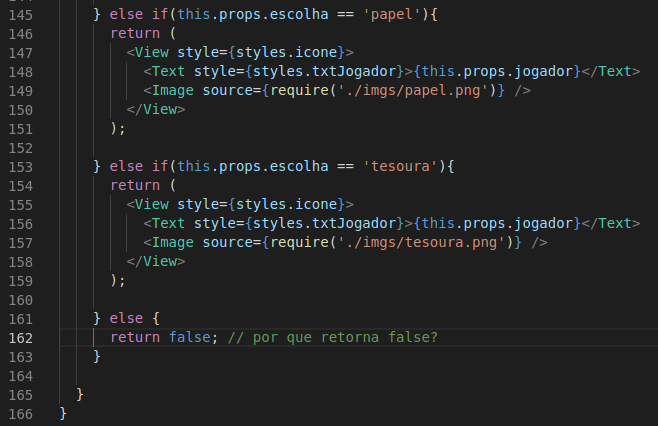 145 } else if(this.props.escolha == 'papel'){
146 return (
147 <View style={styles.icone}>
148 <Text style={styles.txtJogador}>{this.props.jogador}</Text>
149 <Image source={require('./imgs/papel.png')} />
150 </View>
151 );
152
153 } else if(this.props.escolha == 'tesoura'){
154 return (
155 <View style={styles.icone}>
156 <Text style={styles.txtJogador}>{this.props.jogador}</Text>
157 <Image source={require('./imgs/tesoura.png')} />
158 </View>
159 );
160
161 } else {
162 return false; // por que retorna false?
163 }
164
165 }
166 }